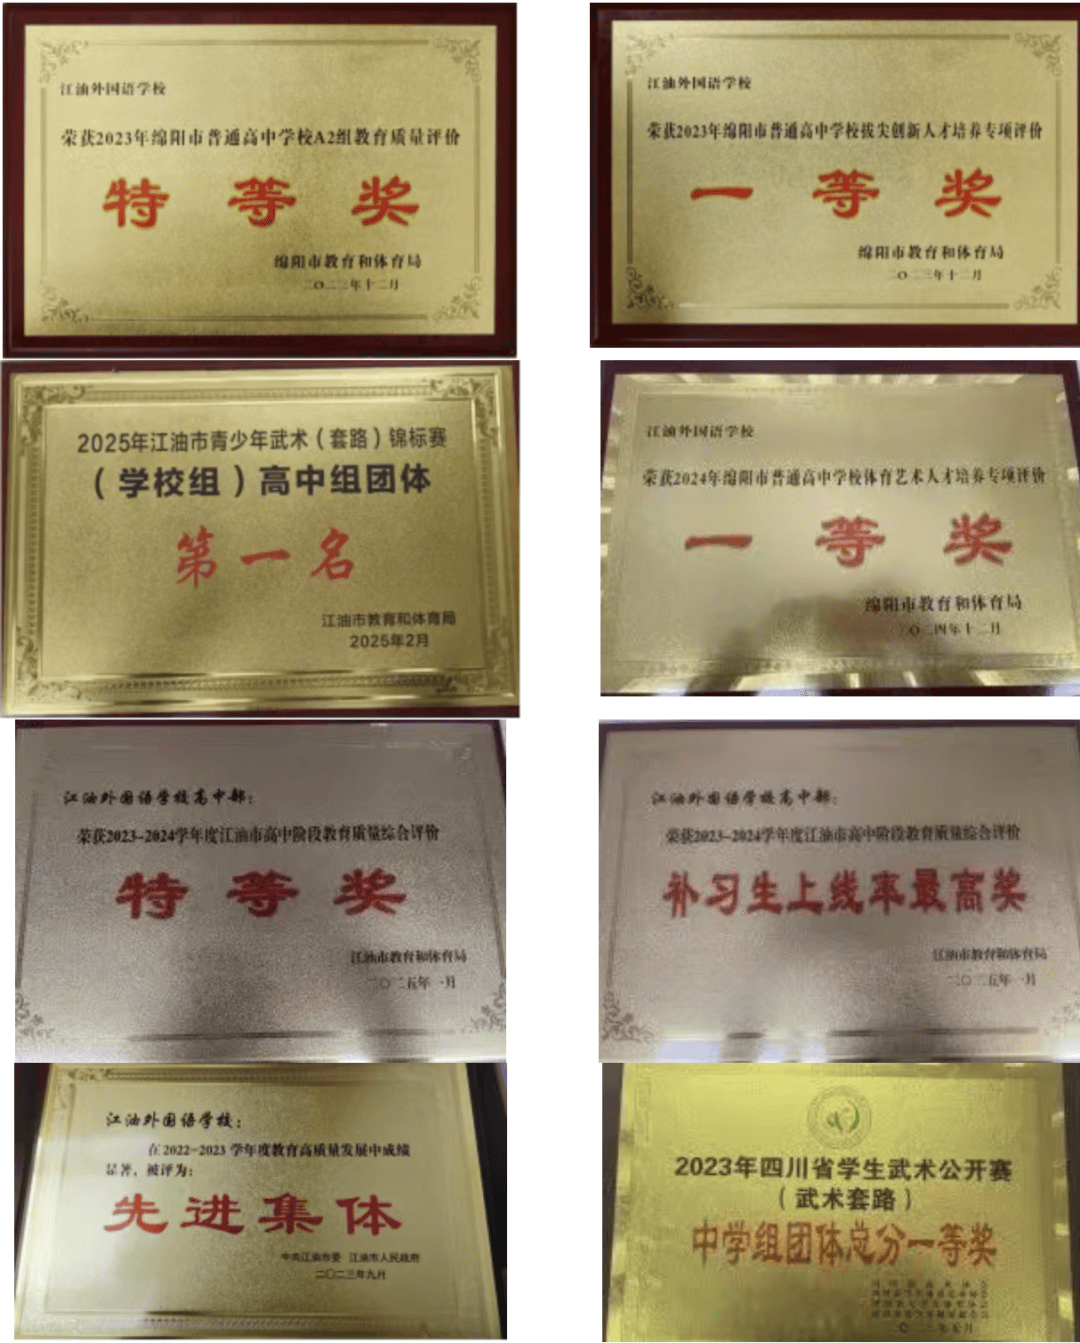 江油外国语学校
荣获2023年绵阳市普通高中学校A2组教育质量评价
特等奖
绵阳市教育和体育局
二〇二三年十二月
江油外国语学校
荣获2023年绵阳市普通高中学校拔尖创新人才培养专项评价
一等奖
绵阳市教育和体育局
二〇二三年十二月
2025年江油市青少年武术（套路）锦标赛
（学校组）高中组团体
第一名
江油市教育和体育局
2025年2月
江油外国语学校
荣获2024年绵阳市普通高中学校体育艺术人才培养专项评价
一等奖
绵阳市教育和体育局
二〇二四年十二月
江油外国语学校高中部：
荣获2023-2024学年度江油市高中阶段教育质量综合评价
特等奖
江油市教育和体育局
二〇二五年一月
江油外国语学校高中部：
荣获2023-2024学年度江油市高中阶段教育质量综合评价
补习生上线率最高奖
江油市教育和体育局
二〇二五年一月
江油外国语学校：
在2022-2023学年度教育高质量发展中成绩
显著，被评为：
先进集体
中共江油市委 江油市人民政府
二〇二三年九月
2023年四川省学生武术公开赛
（武术套路）
中学组团体总分一等奖